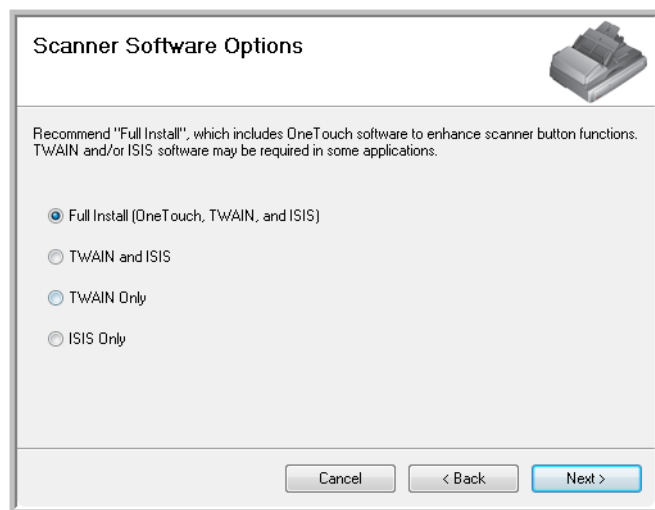 Scanner Software Options
Recommend "Full Install", which includes OneTouch software to enhance scanner button functions.
TWAIN and/or ISIS software may be required in some applications.
Full Install (OneTouch, TWAIN, and ISIS)
TWAIN and ISIS
TWAIN Only
ISIS Only
Cancel
< Back
Next >